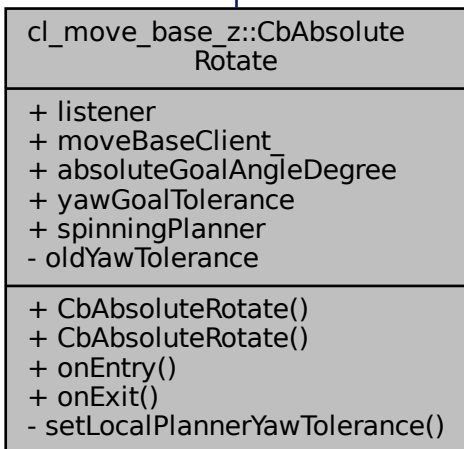 cl_move_base_z::CbAbsolute
Rotate
+ listener
+ moveBaseClient_
+ absoluteGoalAngleDegree
+ yawGoalTolerance
+ spinningPlanner
- oldYawTolerance
+ CbAbsoluteRotate()
+ CbAbsoluteRotate()
+ onEntry()
+ onExit()
- setLocalPlannerYawTolerance()